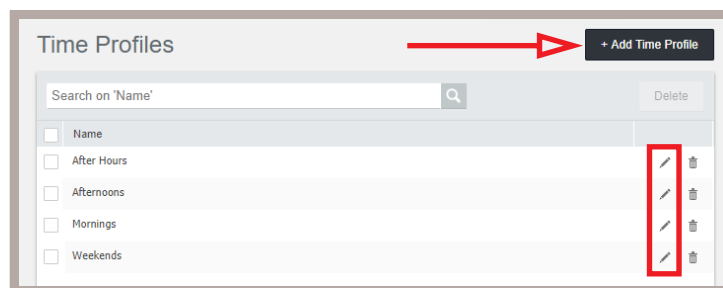 Time Profiles
+ Add Time Profile
Search on 'Name'
Delete
Name
After Hours
Afternoons
Mornings
Weekends